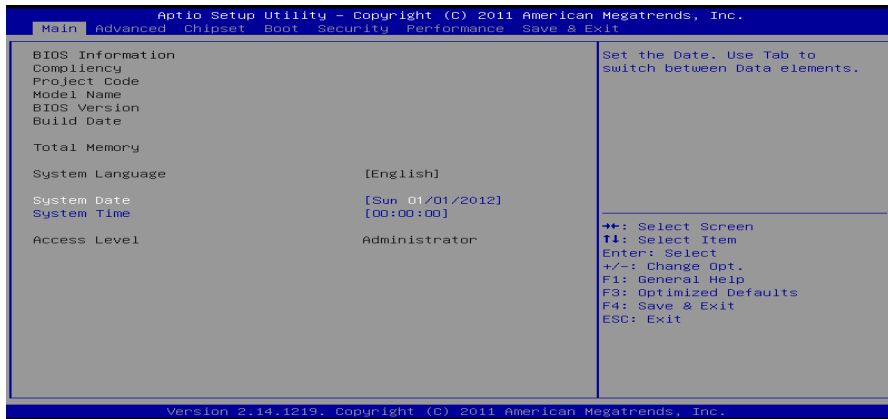 Aptio Setup Utility – Copyright (C) 2011 American Megatrends, Inc.
Main Advanced Chipset Boot Security Performance Save & Exit
BIOS Information
Compliency
Project Code
Model Name
BIOS Version
Build Date
Total Memory
System Language [English]
System Date [Sun 01/01/2012]
System Time [00:00:00]
Access Level Administrator
Set the Date. Use Tab to
switch between Data elements.
→←: Select Screen
↑↓: Select Item
Enter: Select
+/-: Change Opt.
F1: General Help
F3: Optimized Defaults
F4: Save & Exit
ESC: Exit
Version 2.14.1219. Copyright (C) 2011 American Megatrends, Inc.